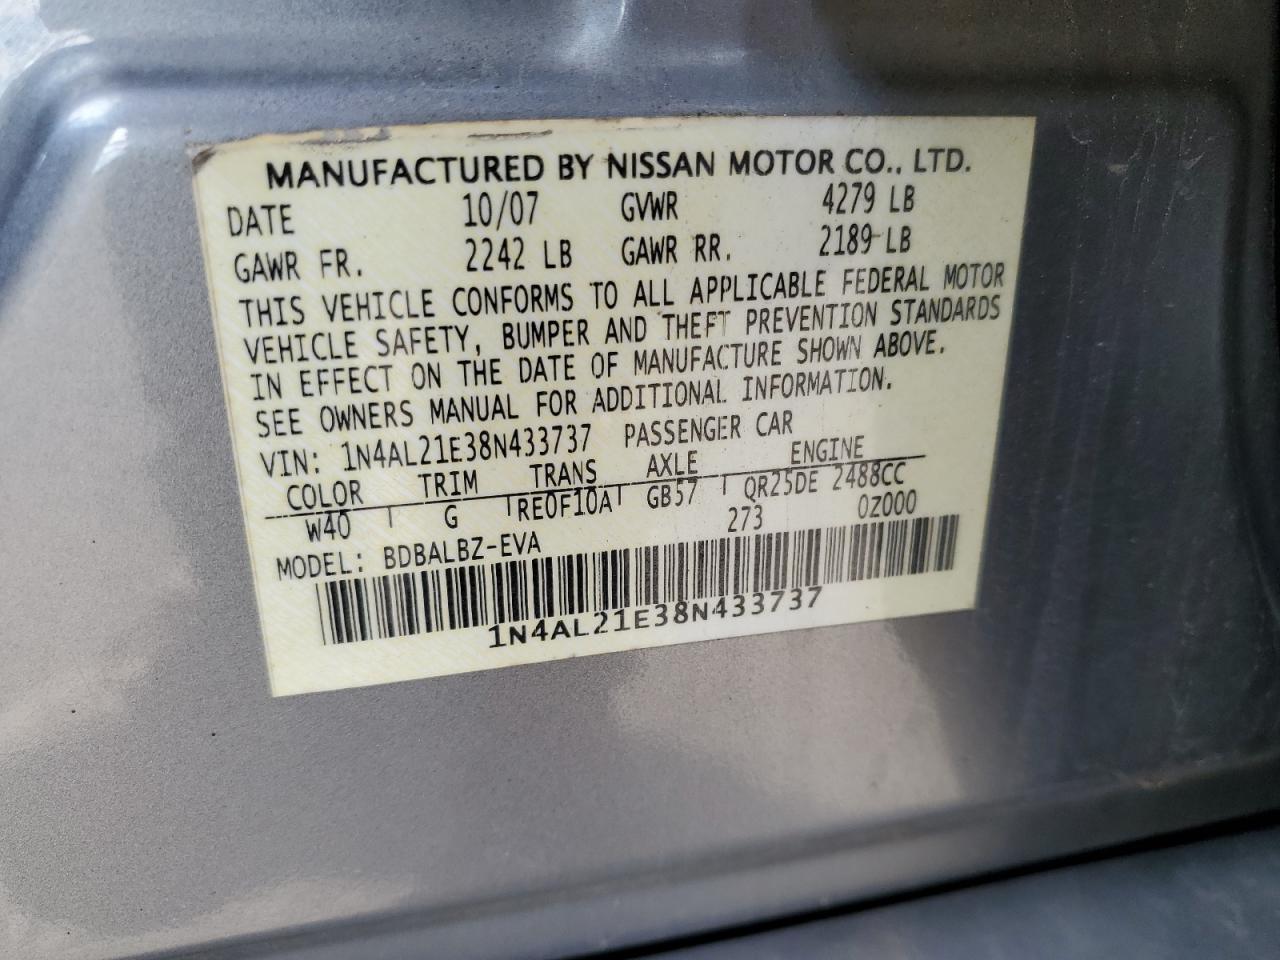 MANUFACTURED BY NISSAN MOTOR CO., LTD.
DATE 10/07 GVWR 4279 LB
GAWR FR. 2242 LB GAWR RR. 2189 LB
THIS VEHICLE CONFORMS TO ALL APPLICABLE FEDERAL MOTOR
VEHICLE SAFETY, BUMPER AND THEFT PREVENTION STANDARDS
IN EFFECT ON THE DATE OF MANUFACTURE SHOWN ABOVE.
SEE OWNERS MANUAL FOR ADDITIONAL INFORMATION.
VIN: 1N4AL21E38N433737 PASSENGER CAR
COLOR TRIM TRANS AXLE ENGINE
W40 G RE0F10A GB57 QR25DE 2488CC
MODEL: BDBALBZ-EVA 273 0Z000
1N4AL21E38N433737